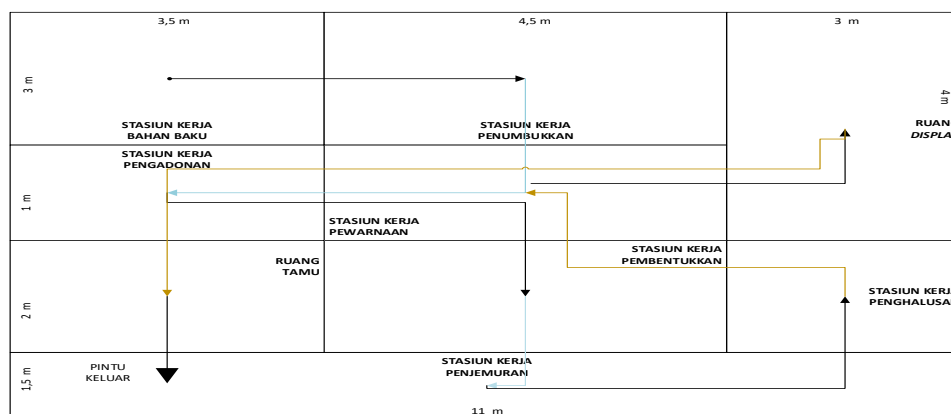 3,5 m
4,5 m
3 m
3 m
4 m
STASIUN KERJA
BAHAN BAKU
STASIUN KERJA
PENUMBUKKAN
RUAN
DISPLA
STASIUN KERJA
PENGADONAN
1 m
STASIUN KERJA
PEWARNAAN
RUANG
TAMU
STASIUN KERJA
PEMBENTUKKAN
STASIUN KERJA
PENGHALUSA
2 m
PINTU
KELUAR
STASIUN KERJA
PENJEMURAN
1,5 m
11 m